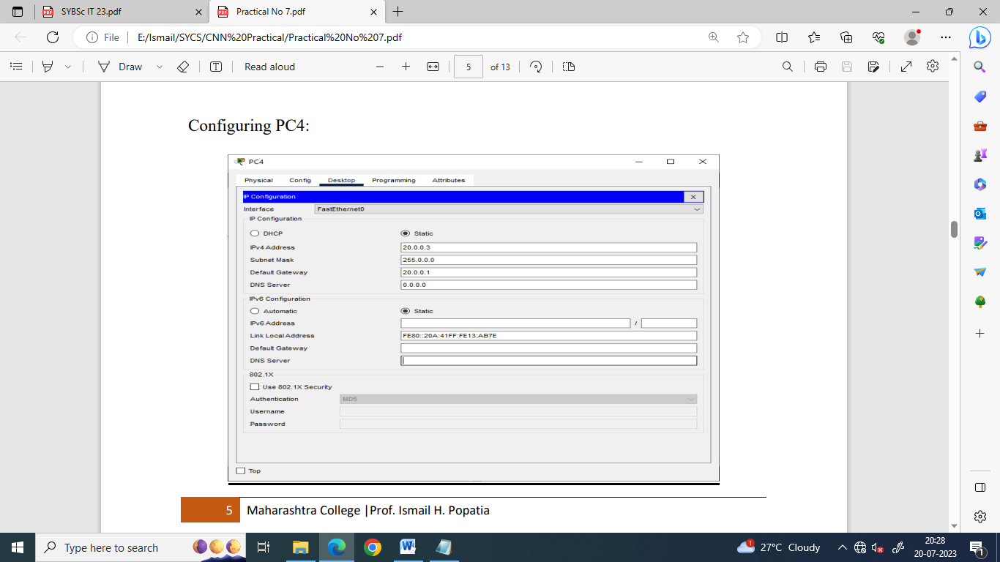 SYBSc IT 23.pdf
Practical No 7.pdf
File
E:/Ismail/SYCS/CNN%20Practical/Practical%20No%207.pdf
Draw
Read aloud
5
of 13
Configuring PC4:
PC4
Physical Config Desktop Programming Attributes
IP Configuration
Interface FastEthernet0
IP Configuration
DHCP Static
IPv4 Address 20.0.0.3
Subnet Mask 255.0.0.0
Default Gateway 20.0.0.1
DNS Server 0.0.0.0
IPv6 Configuration
Automatic Static
IPv6 Address /
Link Local Address FE80::20A:41FF:FE13:AB7E
Default Gateway
DNS Server
802.1X
Use 802.1X Security
Authentication MD5
Username
Password
Top
5 Maharashtra College |Prof. Ismail H. Popatia
Type here to search
1
27°C Cloudy
20:28
20-07-2023
1